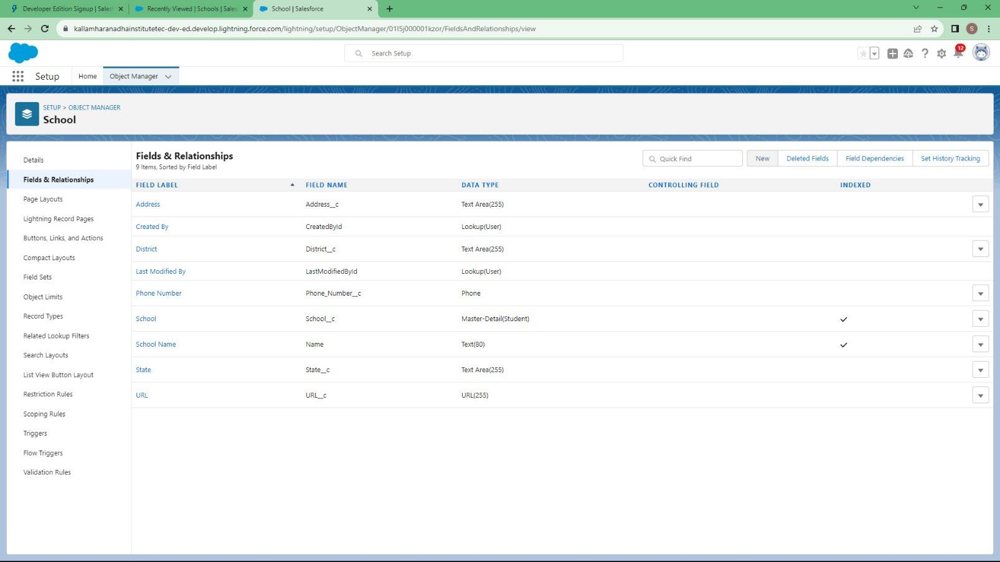 Developer Edition Signup | Salesf
Recently Viewed | Schools | Sales
School | Salesforce
kallamharanadhainstitutetec-dev-ed.develop.lightning.force.com/lightning/setup/ObjectManager/01I5j000001kzor/FieldsAndRelationships/view
S
Search Setup
12
Setup
Home
Object Manager
SETUP > OBJECT MANAGER
School
Details
Fields & Relationships
Page Layouts
Lightning Record Pages
Buttons, Links, and Actions
Compact Layouts
Field Sets
Object Limits
Record Types
Related Lookup Filters
Search Layouts
List View Button Layout
Restriction Rules
Scoping Rules
Triggers
Flow Triggers
Validation Rules
Fields & Relationships
9 Items, Sorted by Field Label
Quick Find
New
Deleted Fields
Field Dependencies
Set History Tracking
FIELD LABEL FIELD NAME DATA TYPE CONTROLLING FIELD INDEXED
Address Address__c Text Area(255)
Created By CreatedById Lookup(User)
District District__c Text Area(255)
Last Modified By LastModifiedById Lookup(User)
Phone Number Phone_Number__c Phone
School School__c Master-Detail(Student)
School Name Name Text(80)
State State__c Text Area(255)
URL URL__c URL(255)